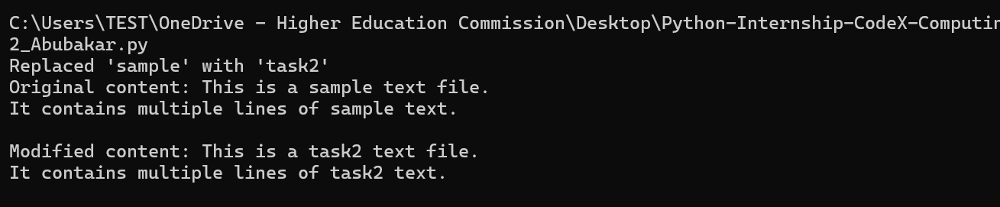 C:\Users\TEST\OneDrive - Higher Education Commission\Desktop\Python-Internship-CodeX-Computin
2_Abubakar.py
Replaced 'sample' with 'task2'
Original content: This is a sample text file.
It contains multiple lines of sample text.
Modified content: This is a task2 text file.
It contains multiple lines of task2 text.